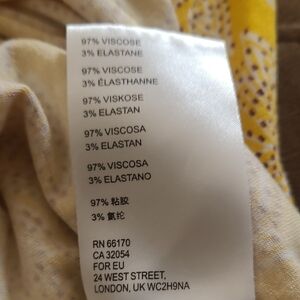 97% VISCOSE
3% ELASTANE
97% VISCOSE
3% ÉLASTHANNE
97% VISKOSE
3% ELASTAN
97% VISCOSA
3% ELASTAN
97% VISCOSA
3% ELASTANO
97% 粘胶
3% 氨纶
RN 66170
CA 32054
FOR EU
24 WEST STREET,
LONDON, UK WC2H9NA